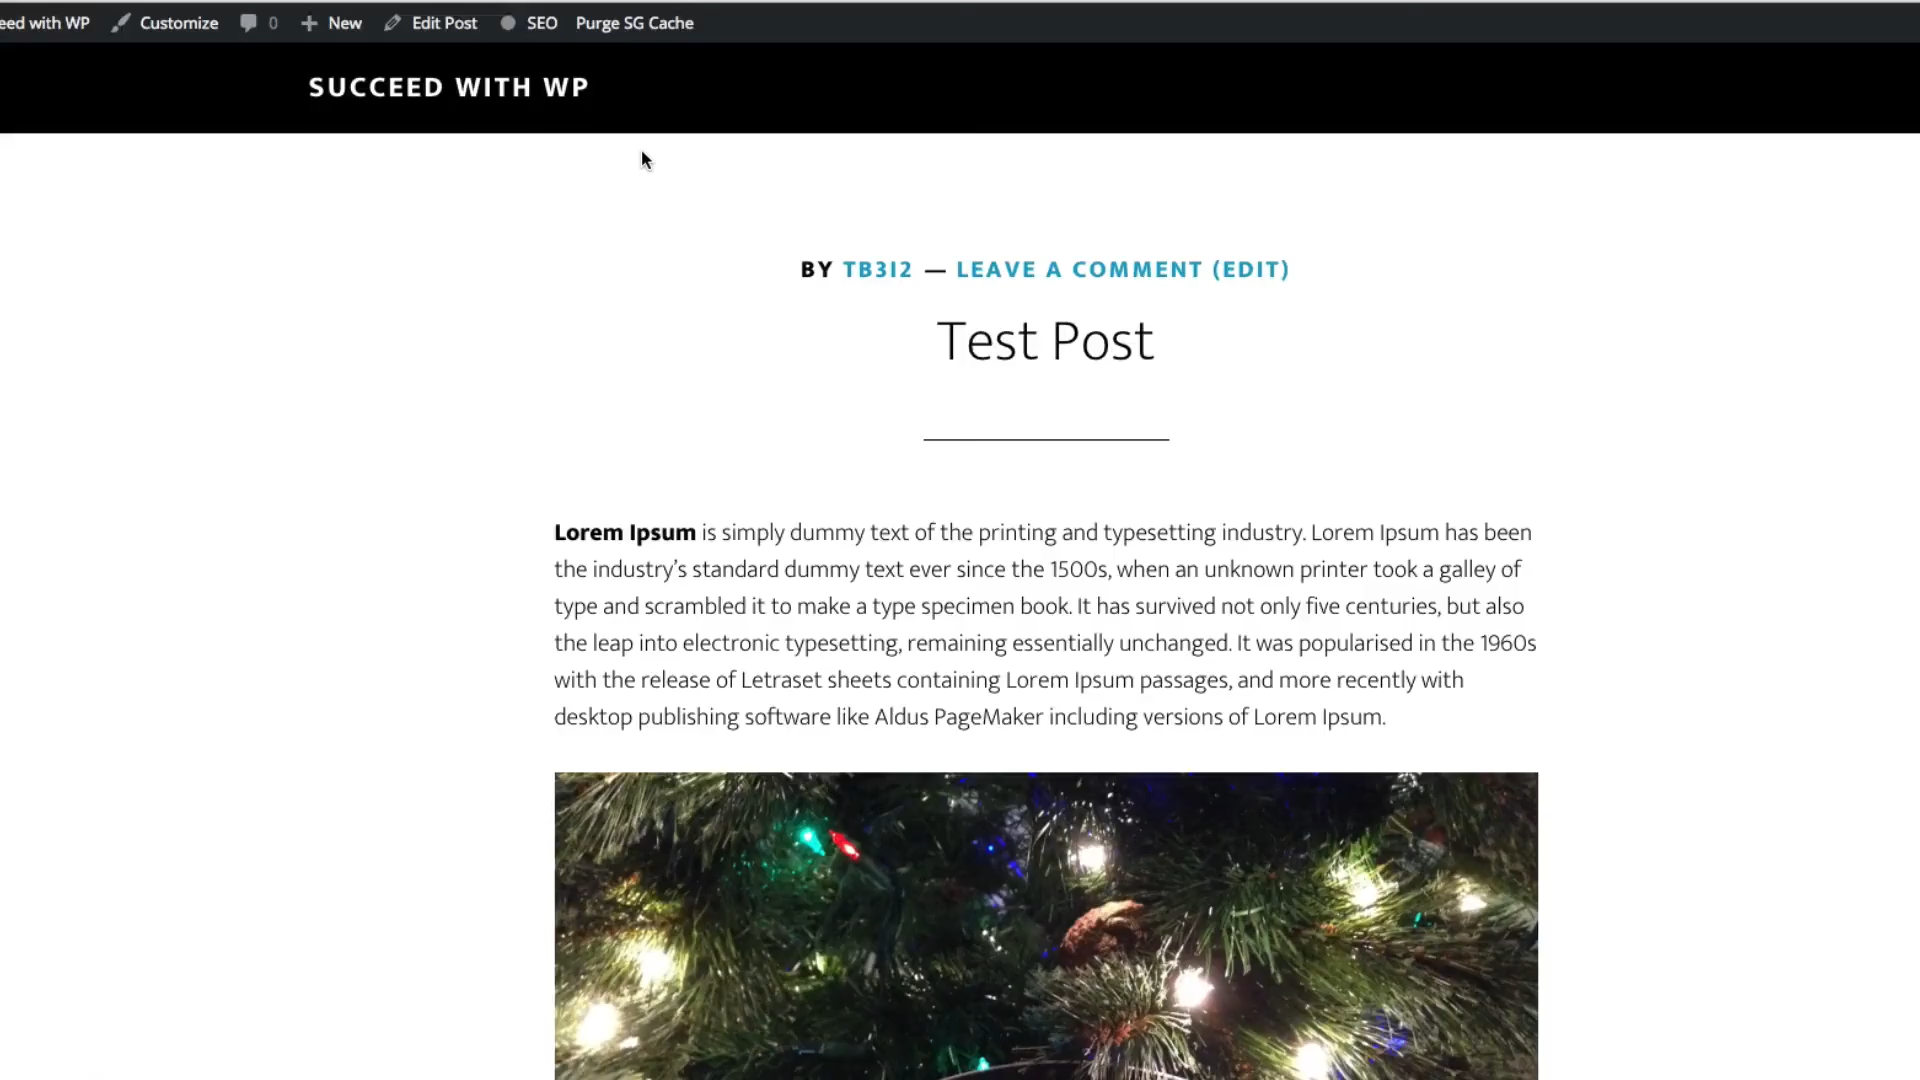 eed with WP Customize 0 New Edit Post SEO Purge SG Cache
SUCCEED WITH WP
BY TB3I2 — LEAVE A COMMENT (EDIT)
Test Post
Lorem Ipsum is simply dummy text of the printing and typesetting industry. Lorem Ipsum has been
the industry’s standard dummy text ever since the 1500s, when an unknown printer took a galley of
type and scrambled it to make a type specimen book. It has survived not only five centuries, but also
the leap into electronic typesetting, remaining essentially unchanged. It was popularised in the 1960s
with the release of Letraset sheets containing Lorem Ipsum passages, and more recently with
desktop publishing software like Aldus PageMaker including versions of Lorem Ipsum.